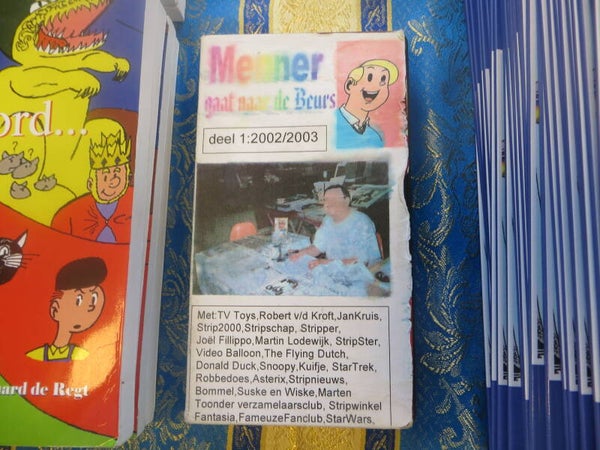 ord...
uard de Regt
Menner
gaat naar de Beurs
deel 1:2002/2003
Met:TV Toys,Robert v/d Kroft,JanKruis,
Strip2000,Stripschap, Stripper,
Joël Fillippo,Martin Lodewijk, StripSter,
Video Balloon,The Flying Dutch,
Donald Duck,Snoopy,Kuifje, StarTrek,
Robbedoes,Asterix,Stripnieuws,
Bommel,Suske en Wiske,Marten
Toonder verzamelaarsclub, Stripwinkel
Fantasia,FameuzeFanclub,StarWars,